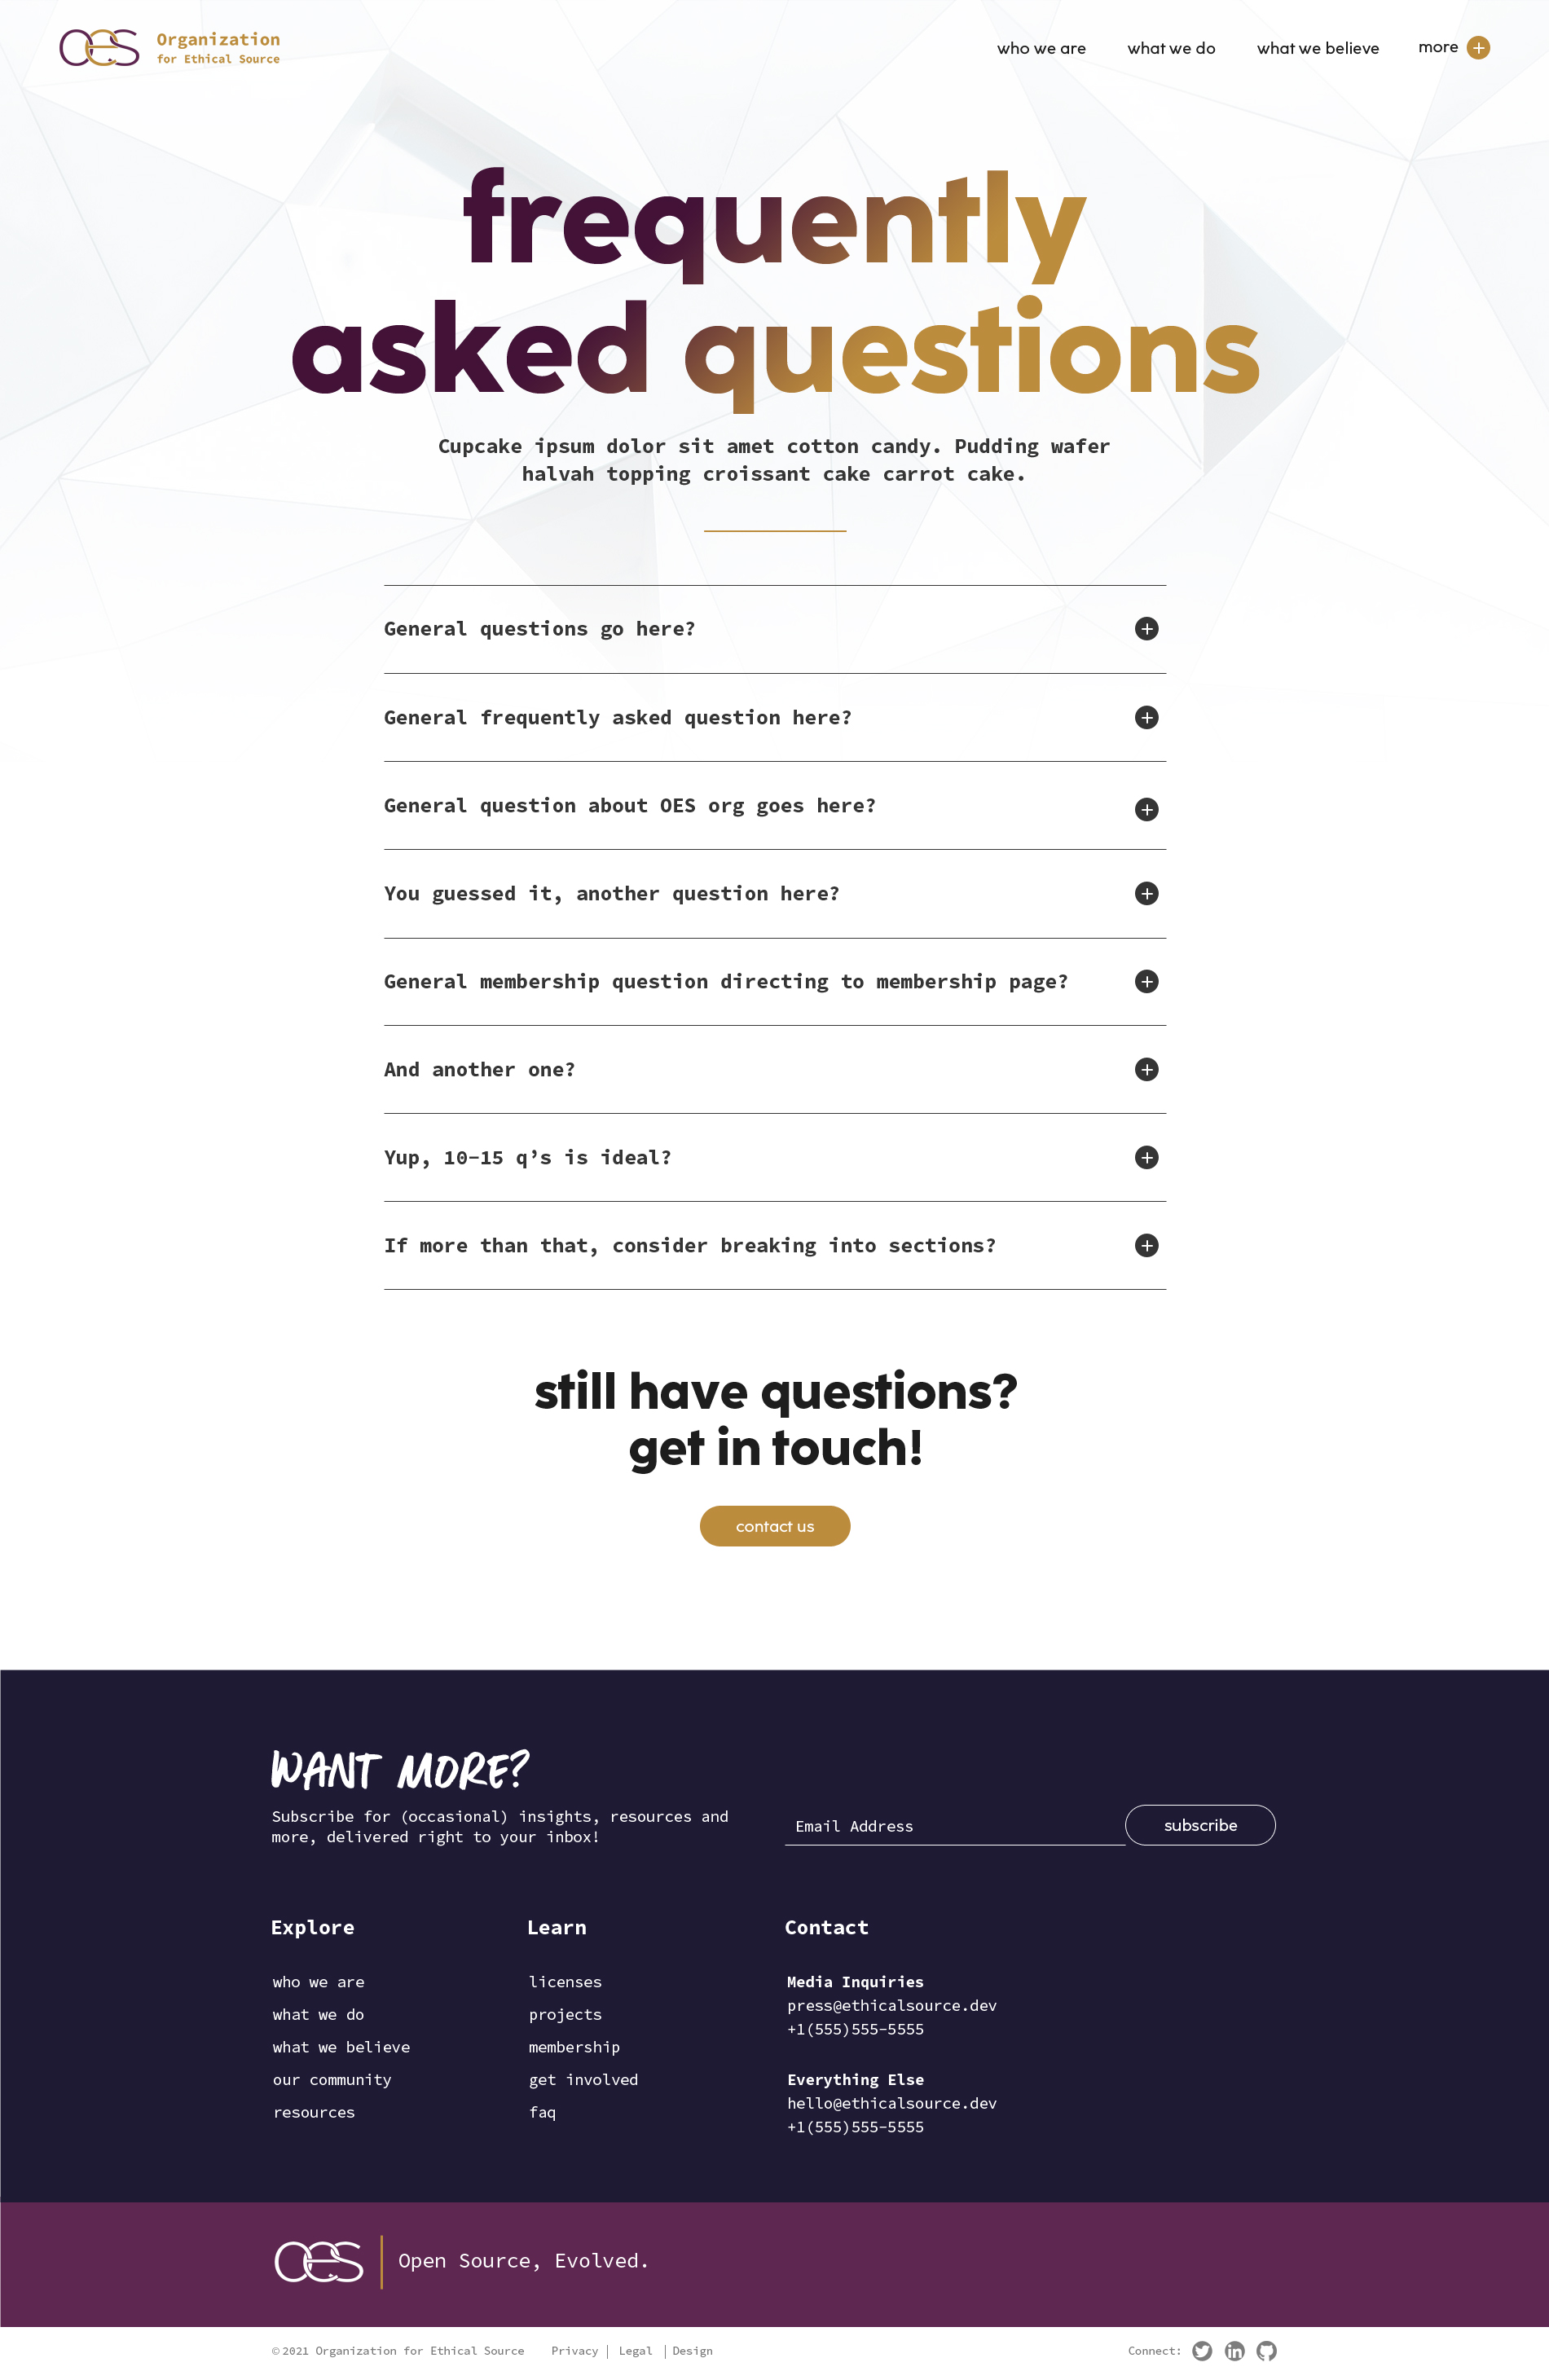 OES Organization
for Ethical Source
who we are what we do what we believe more
frequently
asked questions
Cupcake ipsum dolor sit amet cotton candy. Pudding wafer
halvah topping croissant cake carrot cake.
General questions go here?
General frequently asked question here?
General question about OES org goes here?
You guessed it, another question here?
General membership question directing to membership page?
And another one?
Yup, 10-15 q’s is ideal?
If more than that, consider breaking into sections?
still have questions?
get in touch!
contact us
WANT MORE?
Subscribe for (occasional) insights, resources and
more, delivered right to your inbox!
Email Address subscribe
Explore
who we are
what we do
what we believe
our community
resources
Learn
licenses
projects
membership
get involved
faq
Contact
Media Inquiries
press@ethicalsource.dev
+1(555)555-5555
Everything Else
hello@ethicalsource.dev
+1(555)555-5555
OES | Open Source, Evolved.
© 2021 Organization for Ethical Source Privacy | Legal | Design Connect: